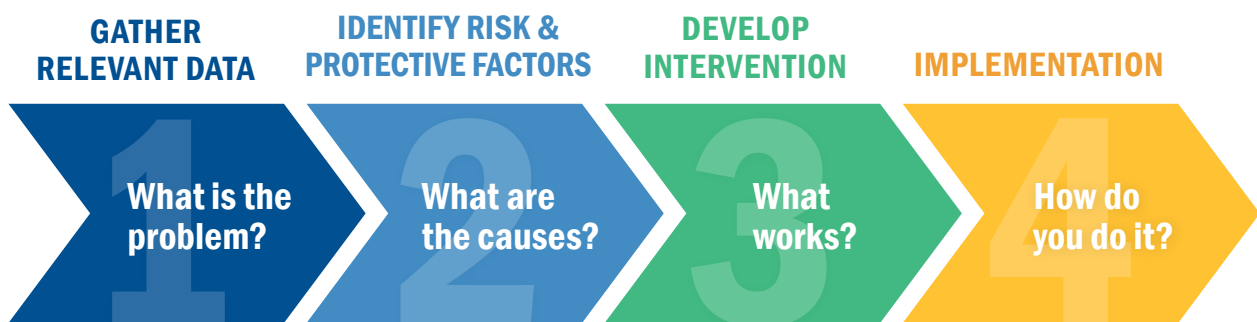 GATHER
RELEVANT DATA
IDENTIFY RISK &
PROTECTIVE FACTORS
DEVELOP
INTERVENTION
IMPLEMENTATION
1
What is the
problem?
2
What are
the causes?
3
What
works?
4
How do
you do it?